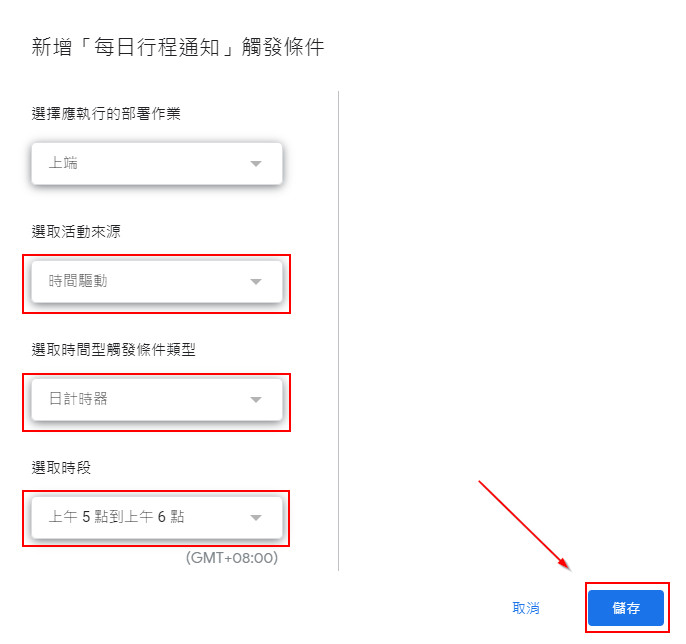 新增「每日行程通知」觸發條件
選擇應執行的部署作業
上端
選取活動來源
時間驅動
選取時間型觸發條件類型
日計時器
選取時段
上午 5 點到上午 6 點
(GMT+08:00)
取消
儲存